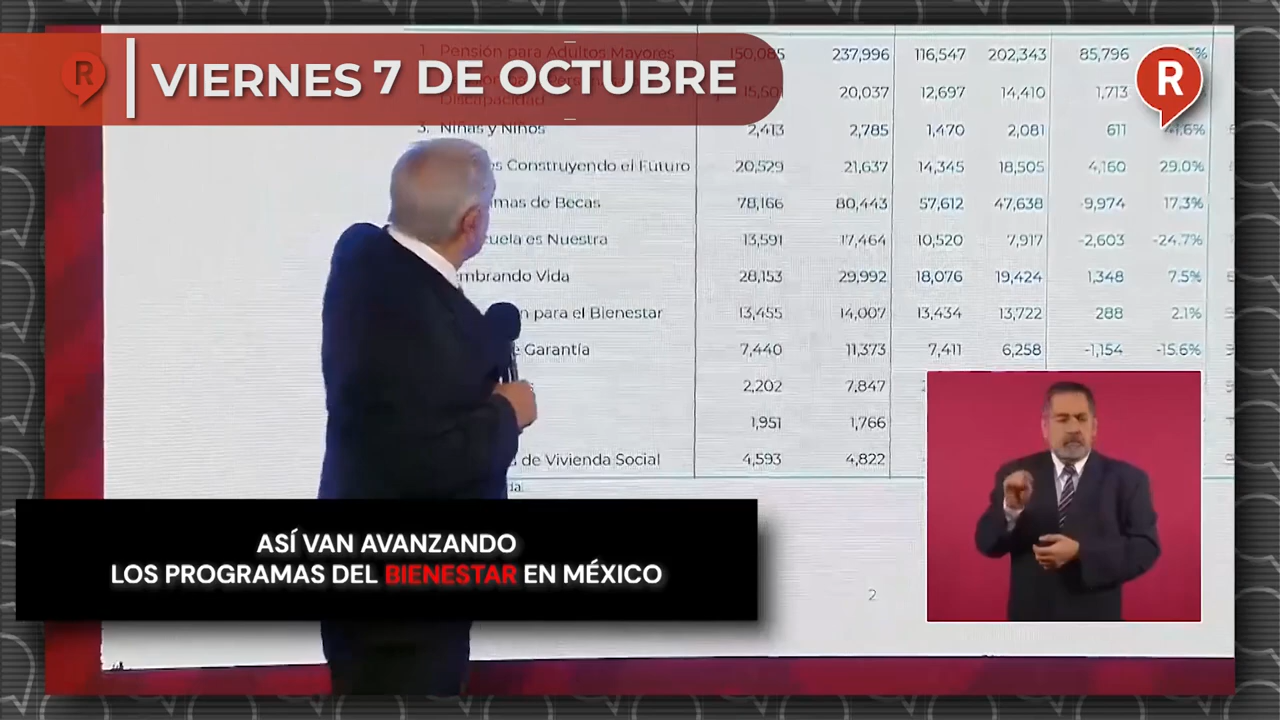 R
VIERNES 7 DE OCTUBRE
R
1. Pensión para Adultos Mayores 150,085 237,996 116,547 202,343 85,796
Discapacidad 20,037 12,697 14,410 1,713
3. Niñas y Niños 2,413 2,785 1,470 2,081 611 41.6%
Construyendo el Futuro 20,529 21,637 14,345 18,505 4,160 29.0%
de Becas 78,166 80,443 57,612 47,638 -9,974 17.3%
es Nuestra 13,591 17,464 10,520 7,917 -2,603 -24.7%
mbrando Vida 28,153 29,992 18,076 19,424 1,348 7.5%
n para el Bienestar 13,455 14,007 13,434 13,722 288 2.1%
e Garantía 7,440 11,373 7,411 6,258 -1,154 -15.6%
2,202 7,847
1,951 1,766
de Vivienda Social 4,593 4,822
ASÍ VAN AVANZANDO
LOS PROGRAMAS DEL BIENESTAR EN MÉXICO
2